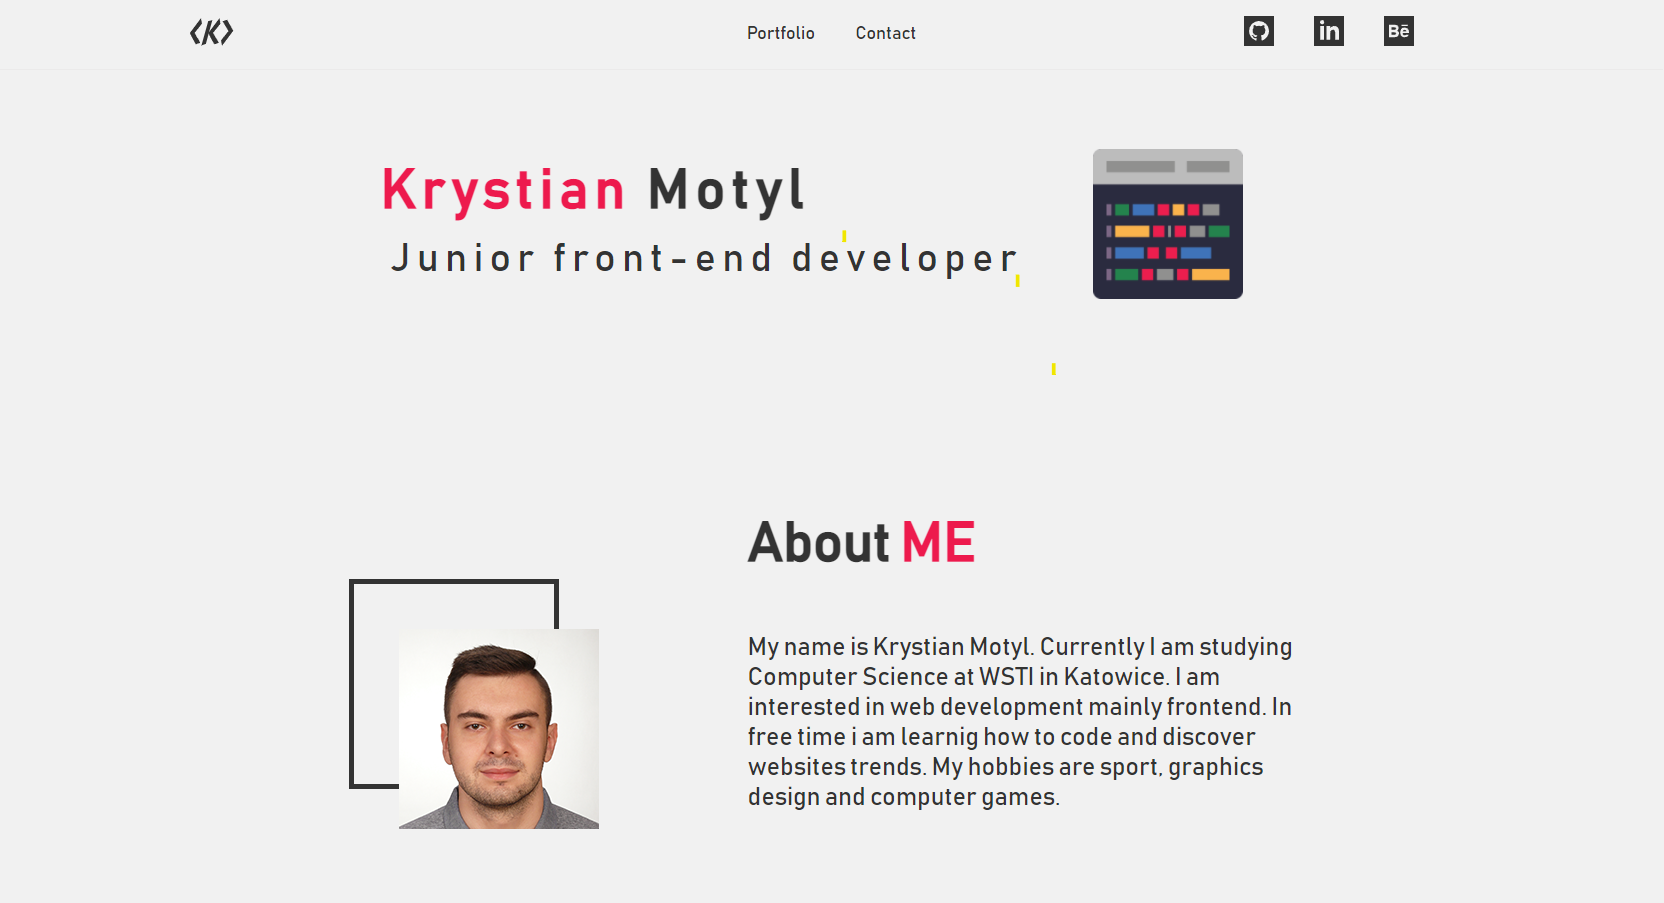 <K>
Portfolio
Contact
in
Bē
Krystian Motyl
Junior front-end developer
About ME
My name is Krystian Motyl. Currently I am studying
Computer Science at WSTI in Katowice. I am
interested in web development mainly frontend. In
free time i am learnig how to code and discover
websites trends. My hobbies are sport, graphics
design and computer games.